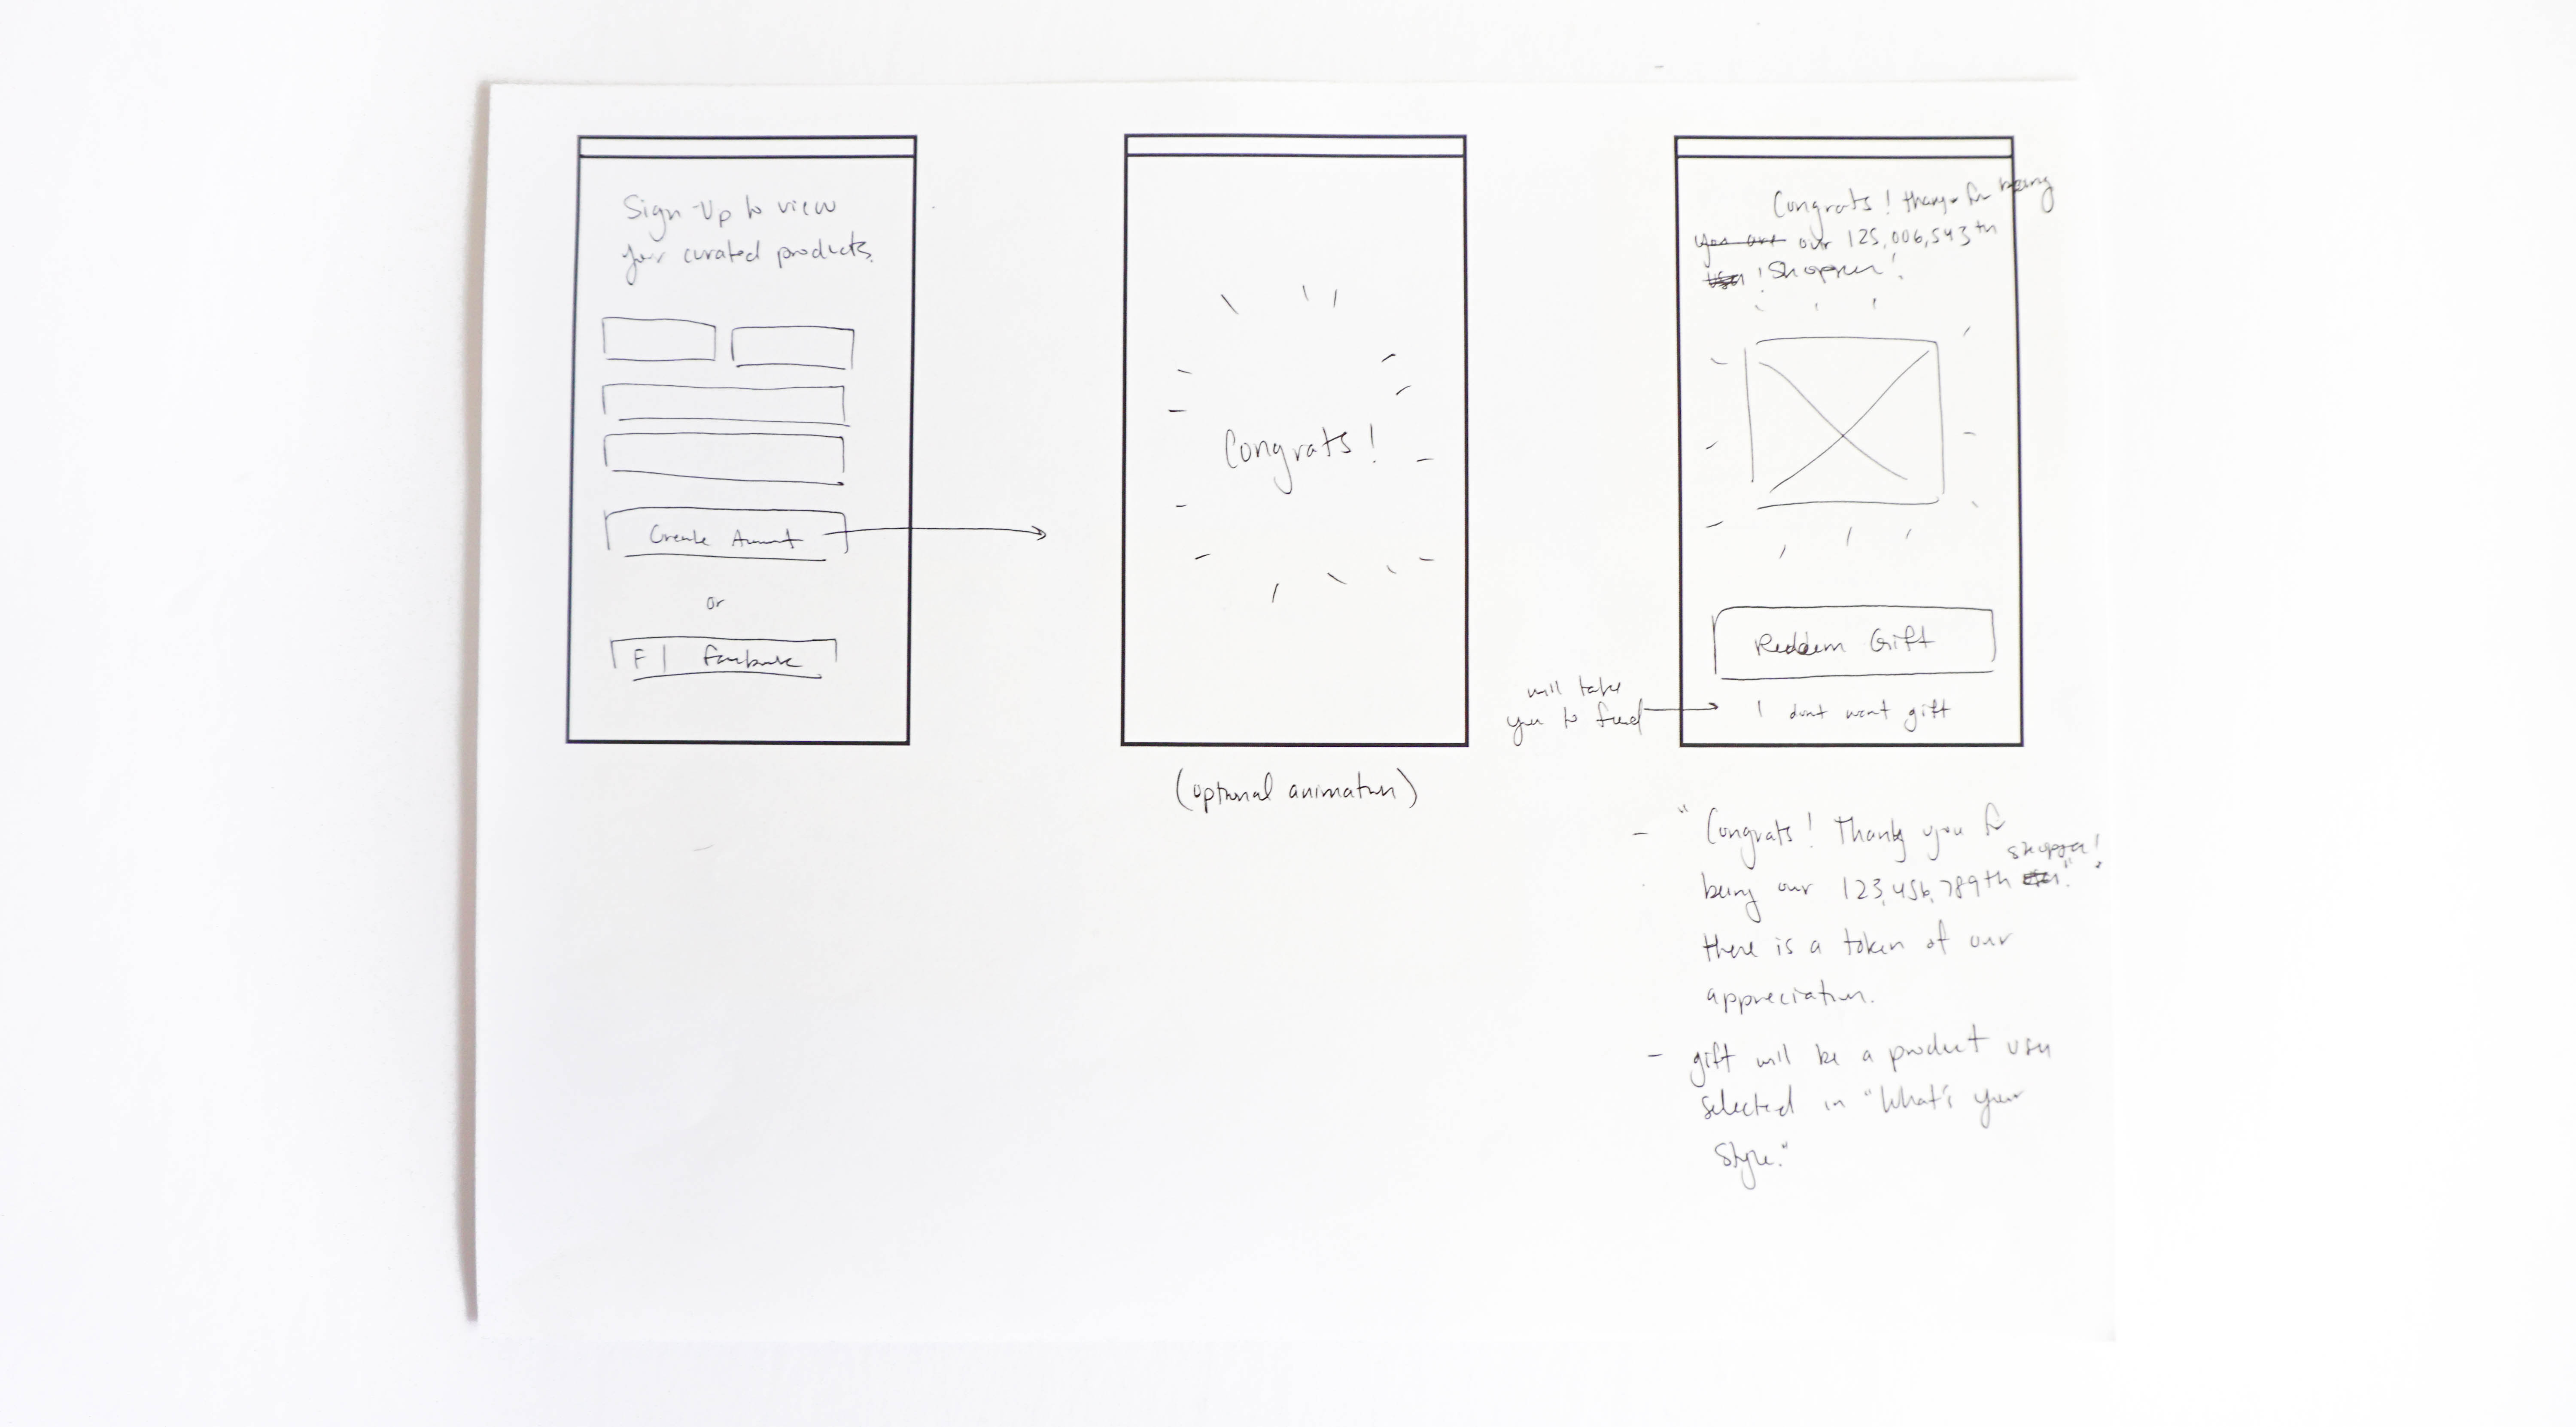 Sign-Up to view
your curated products.
Create Account
or
F | Facebook
Congrats!
(optional animation)
Congrats! thanks for being
you are our 125,006,543th
user! Shopper!
Redeem Gift
I dont want gift
will take
you to feed
- "Congrats! Thank you for
being our 123,456,789th user." shopper!
there is a token of our
appreciation.
- gift will be a product user
selected in "What's your
Style."